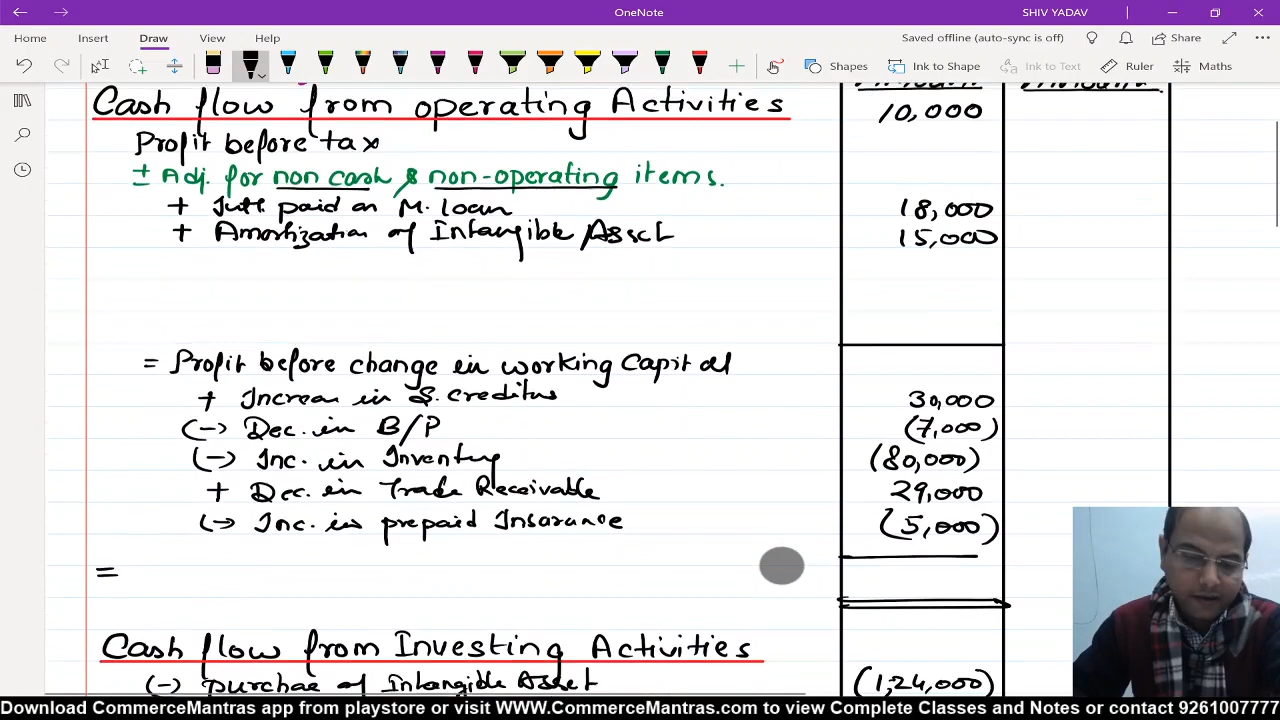 OneNote
SHIV YADAV
Home Insert Draw View Help
Saved offline (auto-sync is off)
Share
Shapes
Ink to Shape
Ink to Text
Ruler
Maths
Cash flow from operating Activities 10,000
Profit before tax
± Adj. for non cash & non-operating items.
+ Intt. paid on M. loan 18,000
+ Amortization of Intangible Asset 15,000
= Profit before change in working Capital
+ Increase in S. creditors 30,000
(-) Dec. in B/P (7,000)
(-) Inc. in Inventory (80,000)
+ Dec. in Trade Receivable 29,000
(-) Inc. in prepaid Insurance (5,000)
=
Cash flow from Investing Activities
(-) purchae of Intangible Asset (1,24,000)
Download CommerceMantras app from playstore or visit WWW.CommerceMantras.com to view Complete Classes and Notes or contact 9261007777